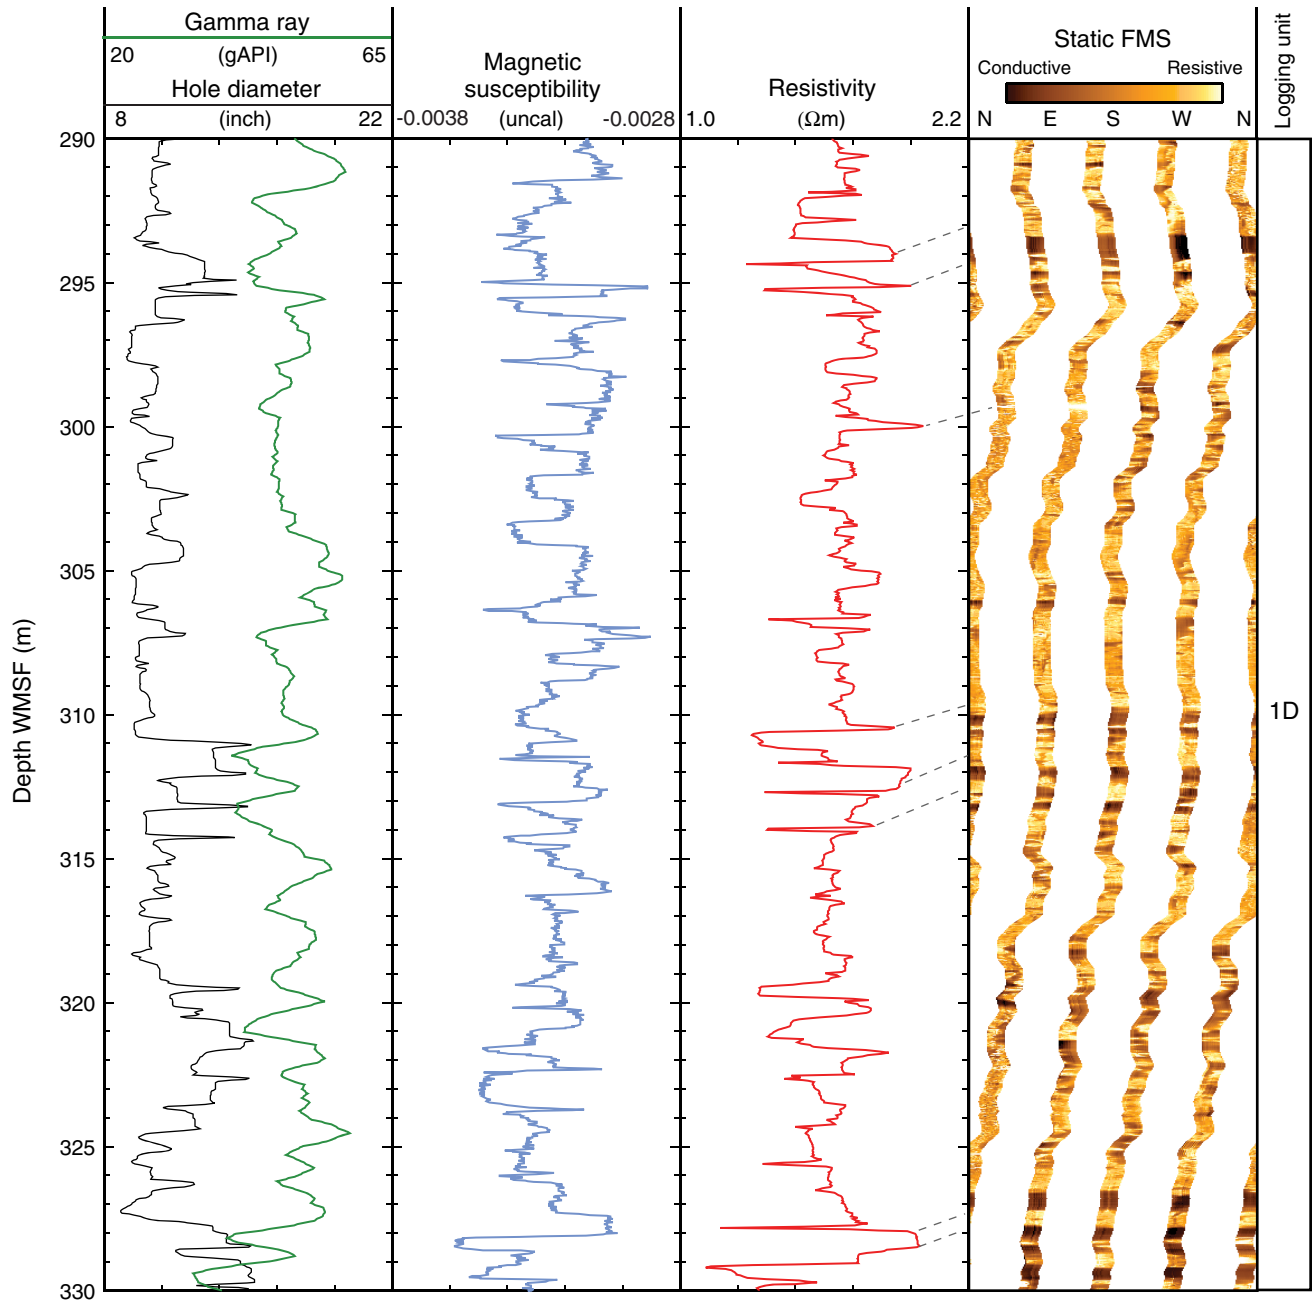 Gamma ray
20 (gAPI) 65
Hole diameter
8 (inch) 22
Magnetic
susceptibility
-0.0038 (uncal) -0.0028
Resistivity
1.0 (Ωm) 2.2
Static FMS
Conductive Resistive
N E S W N
Logging unit
Depth WMSF (m)
290
295
300
305
310
315
320
325
330
1D